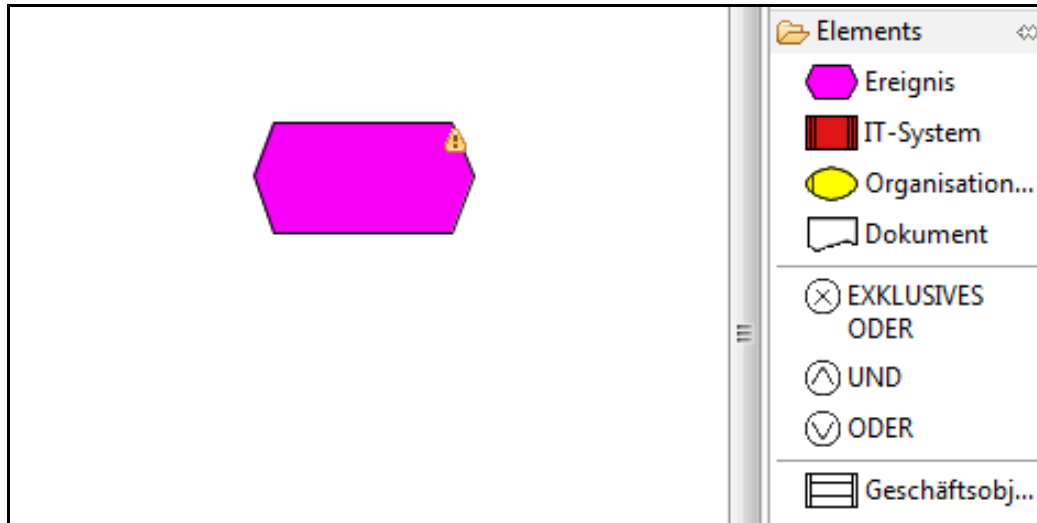 Elements
Ereignis
IT-System
Organisation...
Dokument
EXKLUSIVES
ODER
UND
ODER
Geschäftsobj...